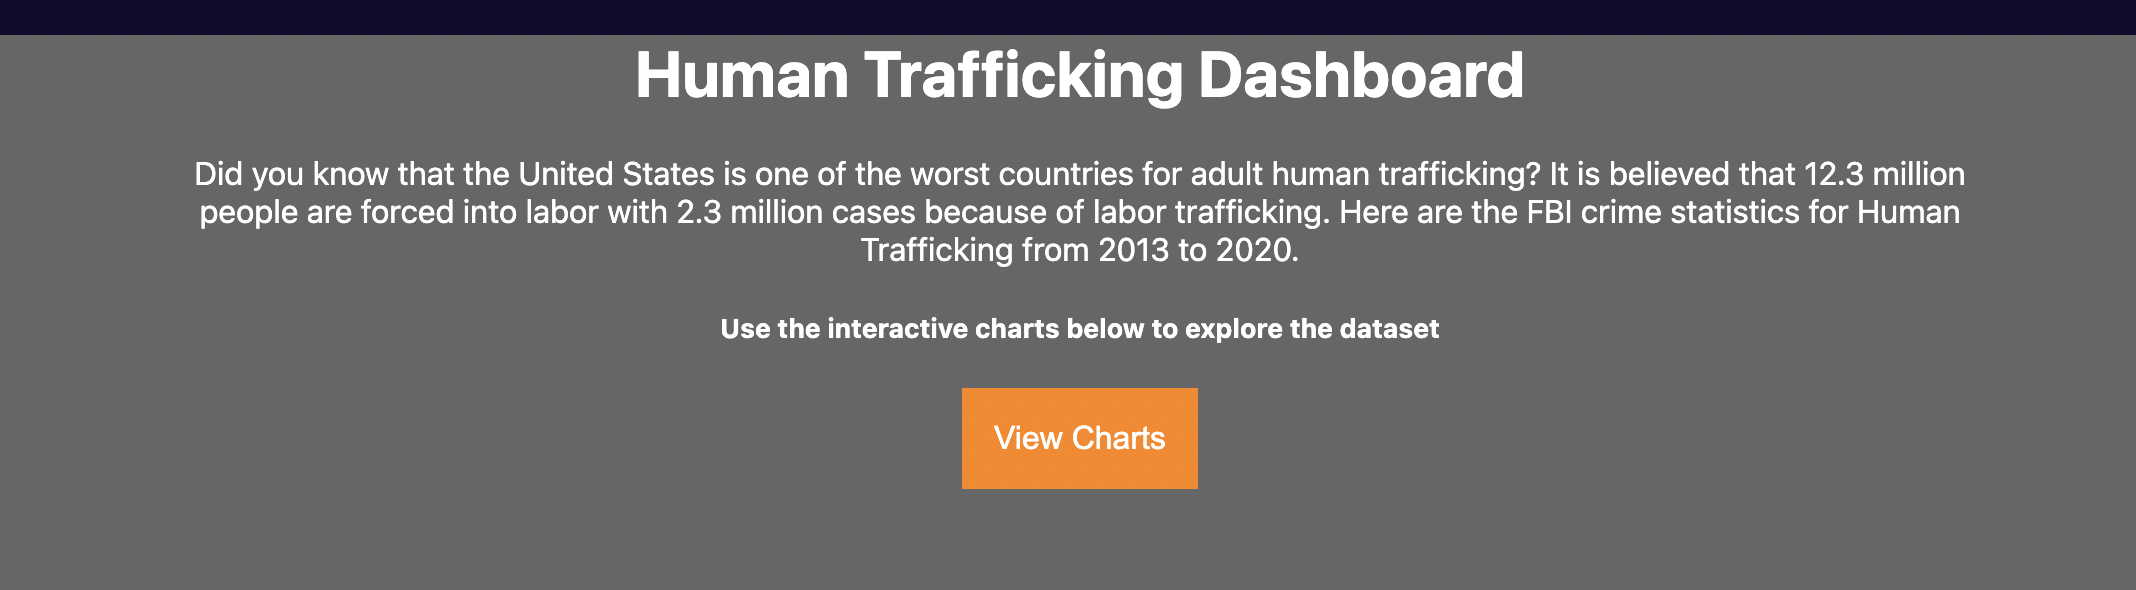 Human Trafficking Dashboard
Did you know that the United States is one of the worst countries for adult human trafficking? It is believed that 12.3 million
people are forced into labor with 2.3 million cases because of labor trafficking. Here are the FBI crime statistics for Human
Trafficking from 2013 to 2020.
Use the interactive charts below to explore the dataset
View Charts